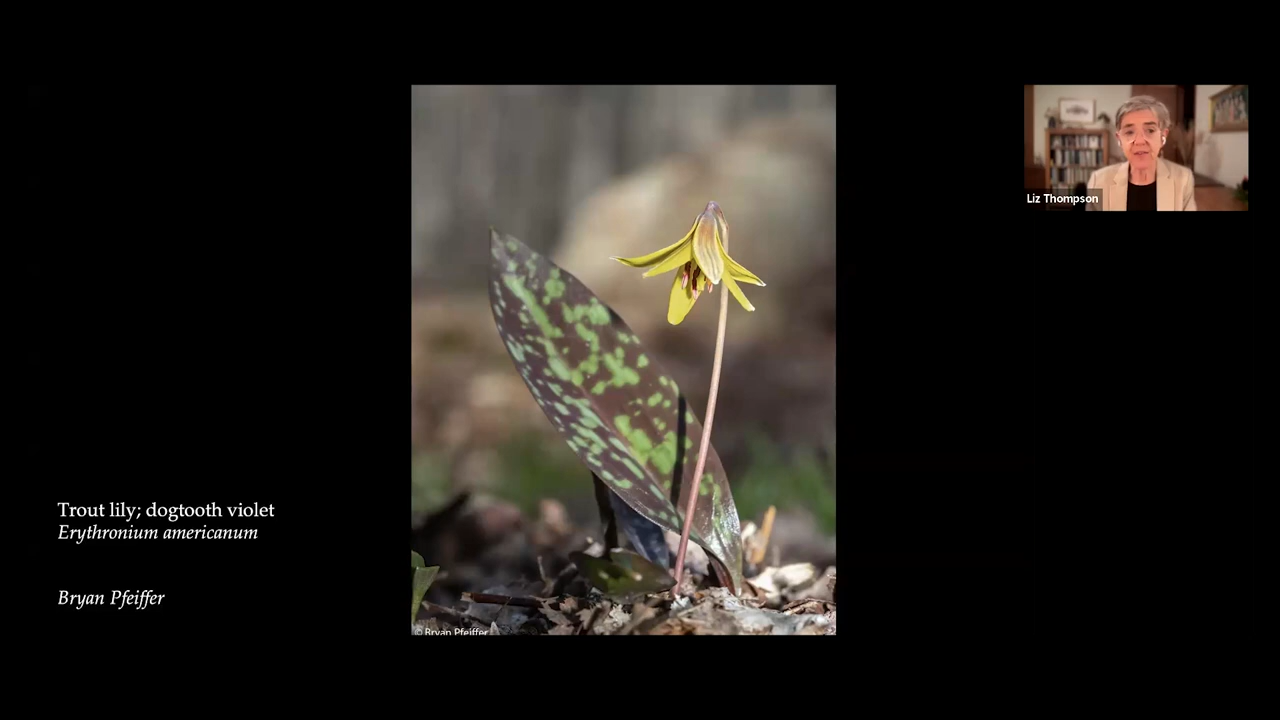 Liz Thompson
Trout lily; dogtooth violet
Erythronium americanum
Bryan Pfeiffer
© Bryan Pfeiffer